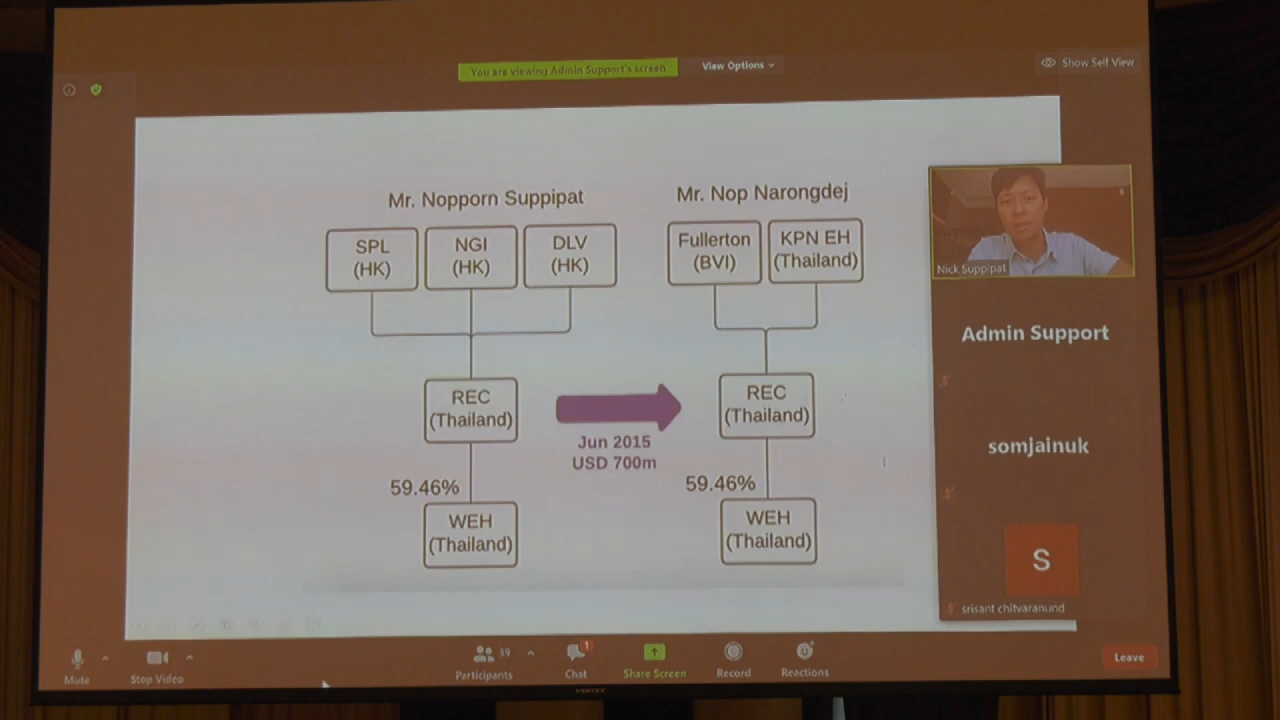 You are viewing Admin Support's screen
View Options
Show Self View
Mr. Nopporn Suppipat
Mr. Nop Narongdej
SPL
(HK)
NGI
(HK)
DLV
(HK)
Fullerton
(BVI)
KPN EH
(Thailand)
REC
(Thailand)
REC
(Thailand)
Jun 2015
USD 700m
59.46%
59.46%
WEH
(Thailand)
WEH
(Thailand)
Nick Suppipat
Admin Support
somjainuk
S
srisant chitvaranund
Mute
Stop Video
Participants
39
Chat
1
Share Screen
Record
Reactions
Leave
VERTEX